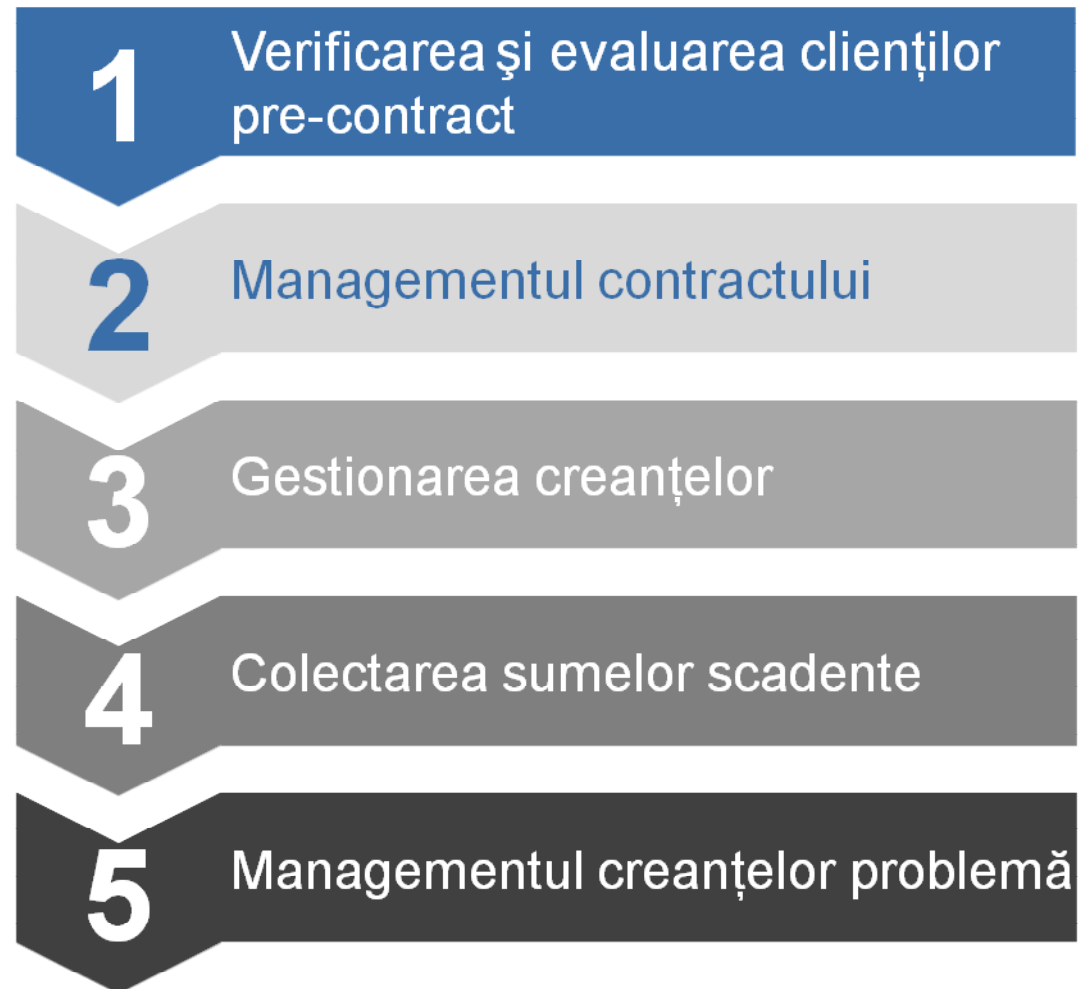 1
Verificarea şi evaluarea clienților
pre-contract
2
Managementul contractului
3
Gestionarea creanțelor
4
Colectarea sumelor scadente
5
Managementul creanțelor problemă